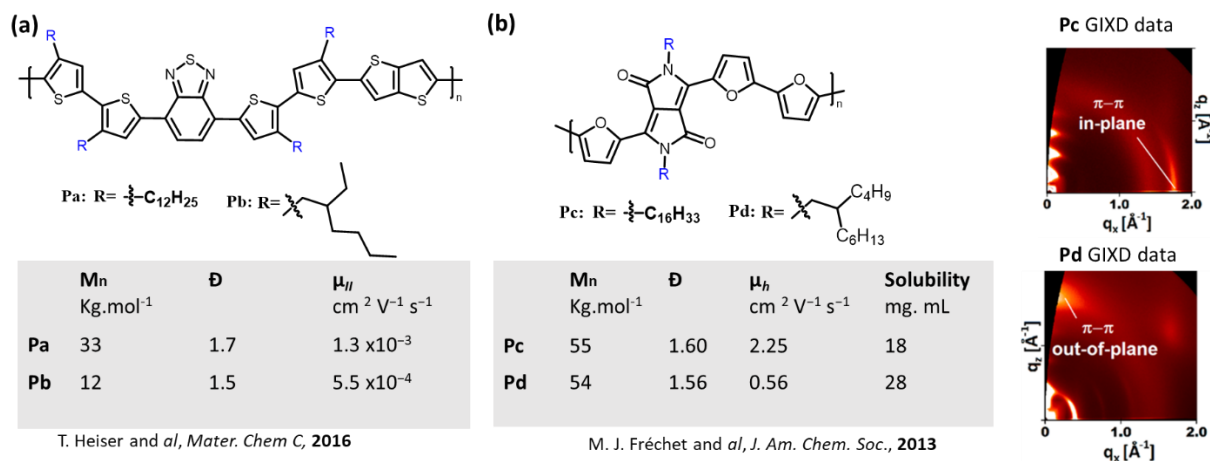 (a)
R
R
N
S
N
S
S
S
S
S
S
n
R
R
Pa: R= C12H25
Pb: R=
Mn
Đ
μ//
Kg.mol-1
cm 2 V−1 s−1
Pa
33
1.7
1.3 x10−3
Pb
12
1.5
5.5 x10−4
T. Heiser and al, Mater. Chem C, 2016
(b)
R
O
N
O
O
n
O
N
O
R
Pc: R= C16H33
Pd: R=
C4H9
C6H13
Mn
Đ
μh
Solubility
Kg.mol-1
cm 2 V−1 s−1
mg. mL
Pc
55
1.60
2.25
18
Pd
54
1.56
0.56
28
M. J. Fréchet and al, J. Am. Chem. Soc., 2013
Pc GIXD data
π–π
in-plane
qz [Å-1]
0
1.0
2.0
qx [Å-1]
Pd GIXD data
π–π
out-of-plane
qz [Å-1]
0
1.0
2.0
qx [Å-1]